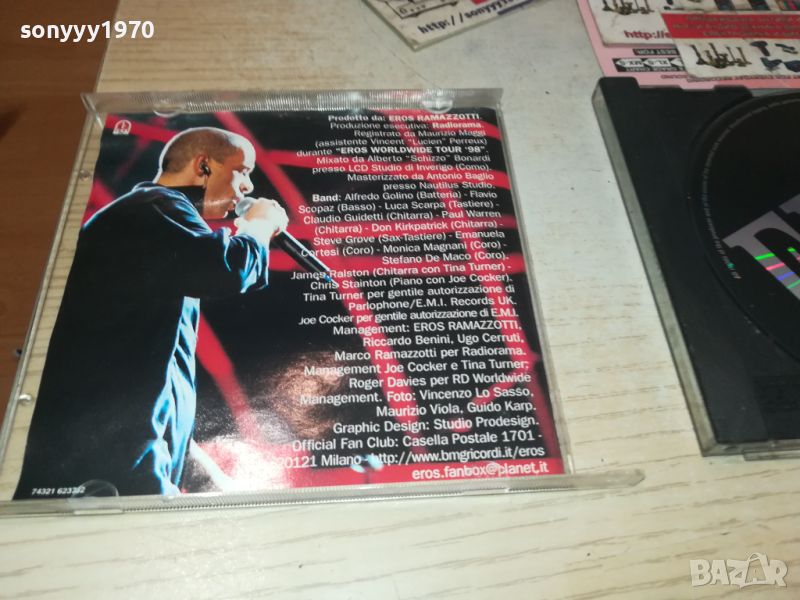 sonyyy1970
Prodotto da: EROS RAMAZZOTTI.
Produzione esecutiva: Radiorama.
Registrato da Maurizio Maggi
(assistente Vincent "Lucien" Perreux)
durante "EROS WORLDWIDE TOUR '98".
Mixato da Alberto "Schizzo" Bonardi
presso LCD Studio di Inverigo (Como).
Masterizzato da Antonio Baglio
presso Nautilus Studio.
Band: Alfredo Golino (Batteria) - Flavio
Scopaz (Basso) - Luca Scarpa (Tastiere) -
Claudio Guidetti (Chitarra) - Paul Warren
(Chitarra) - Don Kirkpatrick (Chitarra) -
Steve Grove (Sax-Tastiere) - Emanuela
Cortesi (Coro) - Monica Magnani (Coro) -
Stefano De Maco (Coro).
James Ralston (Chitarra con Tina Turner) -
Chris Stainton (Piano con Joe Cocker).
Tina Turner per gentile autorizzazione di
Parlophone/E.M.I. Records UK.
Joe Cocker per gentile autorizzazione di E.M.I.
Management: EROS RAMAZZOTTI,
Riccardo Benini, Ugo Cerruti,
Marco Ramazzotti per Radiorama.
Management Joe Cocker e Tina Turner:
Roger Davies per RD Worldwide
Management. Foto: Vincenzo Lo Sasso,
Maurizio Viola, Guido Karp.
Graphic Design: Studio Prodesign.
Official Fan Club: Casella Postale 1701 -
20121 Milano - http://www.bmgricordi.it/eros
eros.fanbox@planet.it
74321 623792
BAZAR